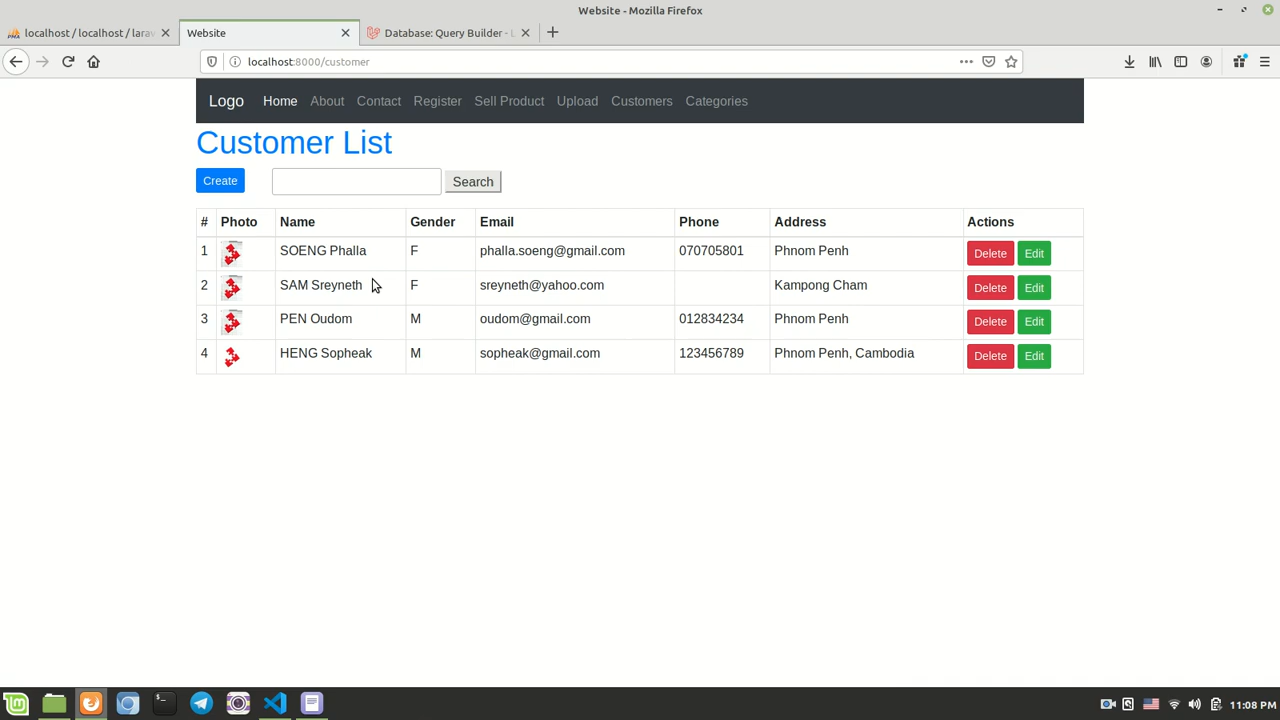 Website - Mozilla Firefox
localhost / localhost / larav
Website
Database: Query Builder - L
localhost:8000/customer
Logo Home About Contact Register Sell Product Upload Customers Categories
Customer List
Create Search
# Photo Name Gender Email Phone Address Actions
1 SOENG Phalla F phalla.soeng@gmail.com 070705801 Phnom Penh Delete Edit
2 SAM Sreyneth F sreyneth@yahoo.com Kampong Cham Delete Edit
3 PEN Oudom M oudom@gmail.com 012834234 Phnom Penh Delete Edit
4 HENG Sopheak M sopheak@gmail.com 123456789 Phnom Penh, Cambodia Delete Edit
11:08 PM